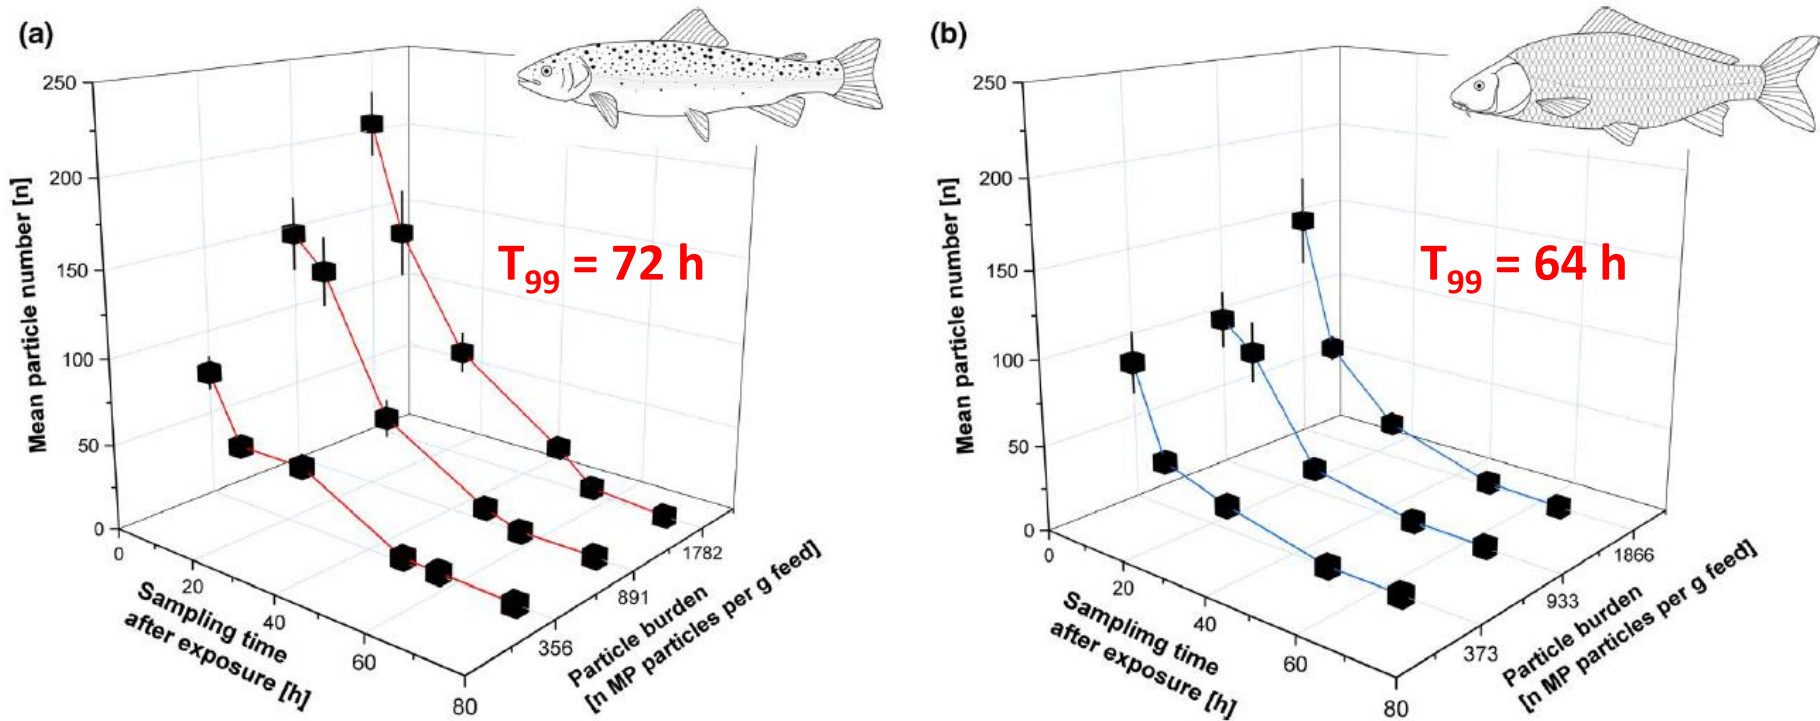 (a)
250
200
150
100
50
0
Mean particle number [n]
T99 = 72 h
0
20
40
60
80
Sampling time
after exposure [h]
356
891
1782
Particle burden
[n MP particles per g feed]
(b)
250
200
150
100
50
0
Mean particle number [n]
T99 = 64 h
0
20
40
60
80
Samplimg time
after exposure [h]
373
933
1866
Particle burden
[n MP particles per g feed]